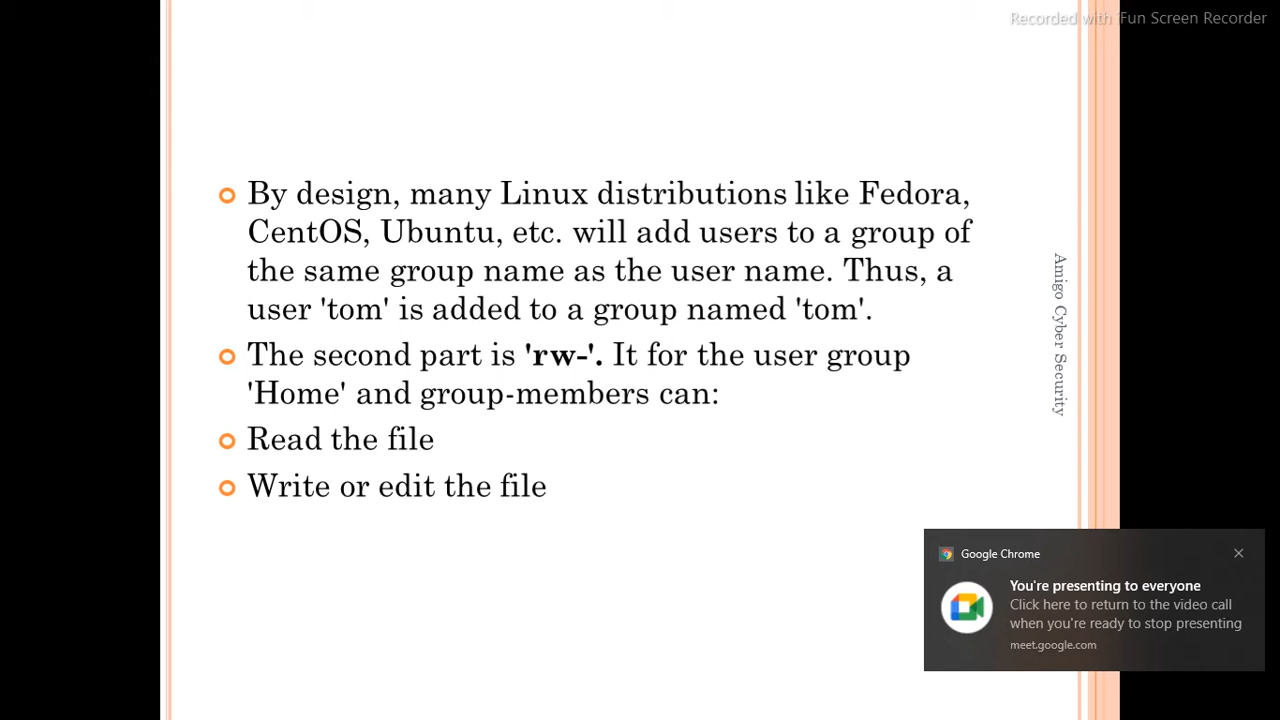 Recorded with iFun Screen Recorder
By design, many Linux distributions like Fedora,
CentOS, Ubuntu, etc. will add users to a group of
the same group name as the user name. Thus, a
user 'tom' is added to a group named 'tom'.
The second part is 'rw-'. It for the user group
'Home' and group-members can:
Read the file
Write or edit the file
Amigo Cyber Security
Google Chrome
You're presenting to everyone
Click here to return to the video call
when you're ready to stop presenting
meet.google.com